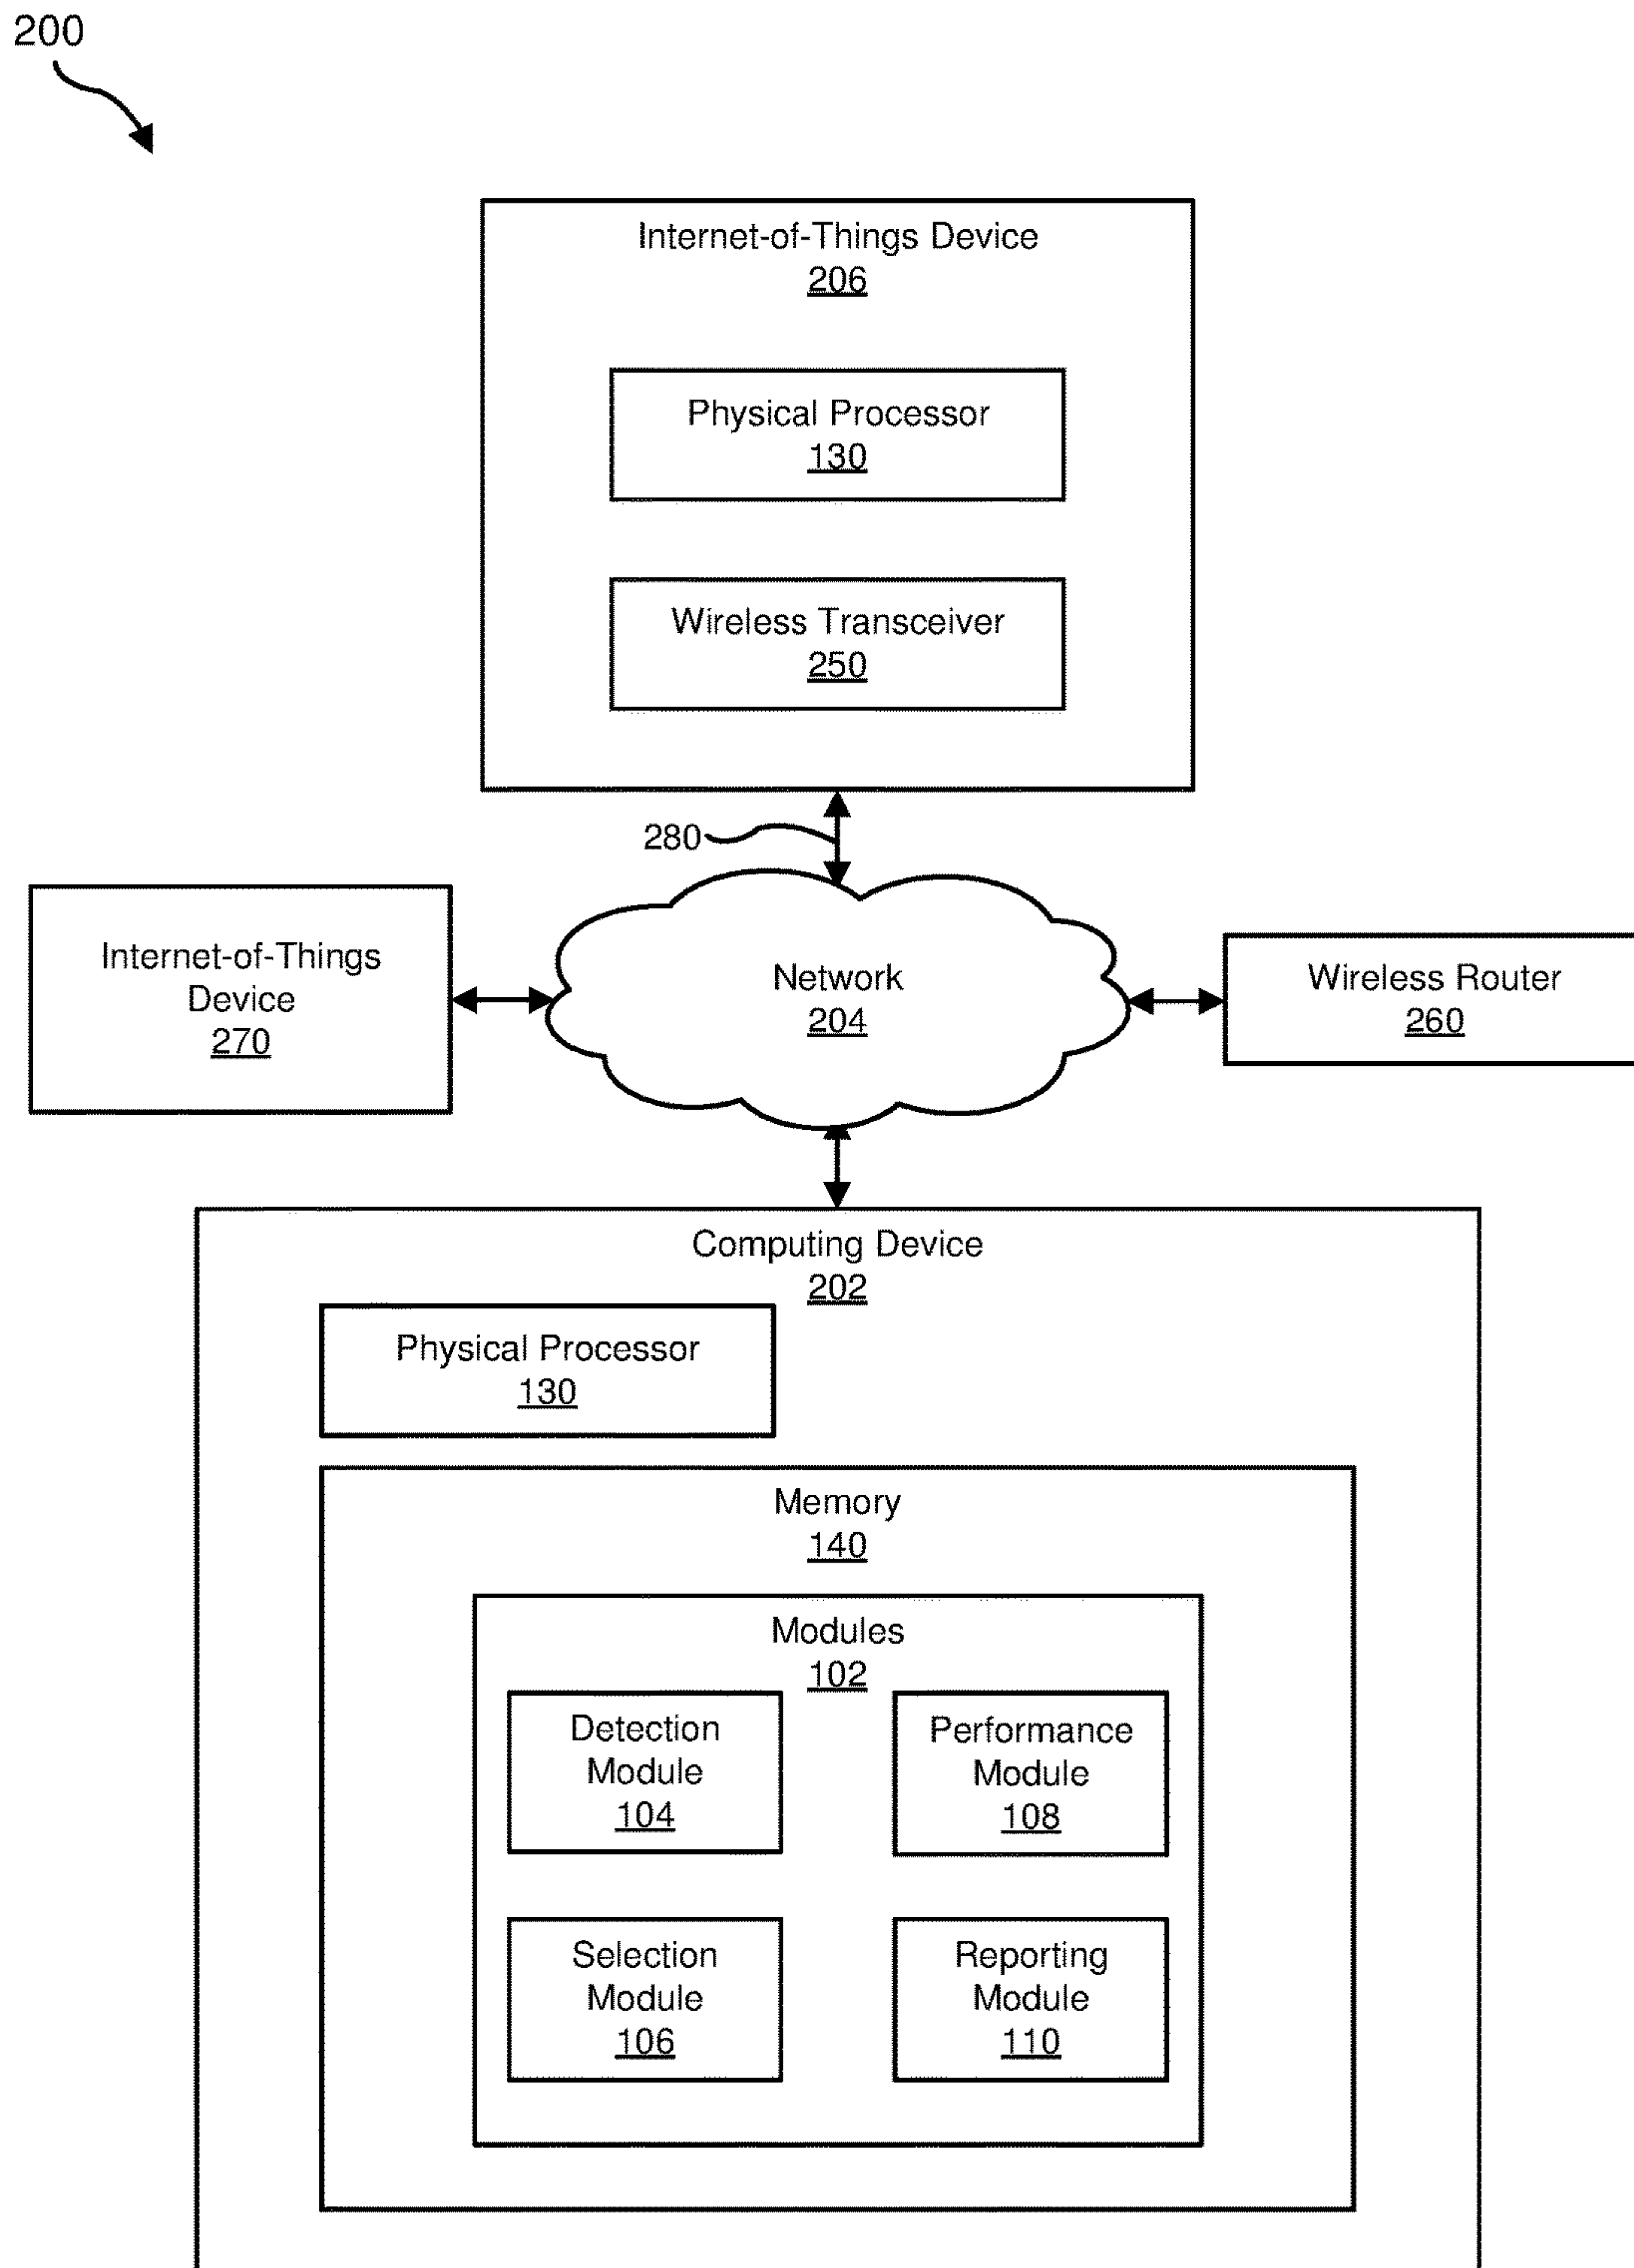 200
Internet-of-Things Device
206
Physical Processor
130
Wireless Transceiver
250
280
Internet-of-Things
Device
270
Network
204
Wireless Router
260
Computing Device
202
Physical Processor
130
Memory
140
Modules
102
Detection
Module
104
Performance
Module
108
Selection
Module
106
Reporting
Module
110